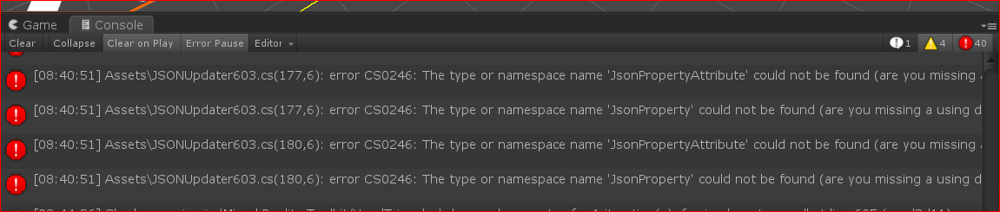 Game
Console
Clear
Collapse
Clear on Play
Error Pause
Editor
1
4
40
[08:40:51] Assets\JSONUpdater603.cs(177,6): error CS0246: The type or namespace name 'JsonPropertyAttribute' could not be found (are you missing a
[08:40:51] Assets\JSONUpdater603.cs(177,6): error CS0246: The type or namespace name 'JsonProperty' could not be found (are you missing a using d
[08:40:51] Assets\JSONUpdater603.cs(180,6): error CS0246: The type or namespace name 'JsonPropertyAttribute' could not be found (are you missing a
[08:40:51] Assets\JSONUpdater603.cs(180,6): error CS0246: The type or namespace name 'JsonProperty' could not be found (are you missing a using d